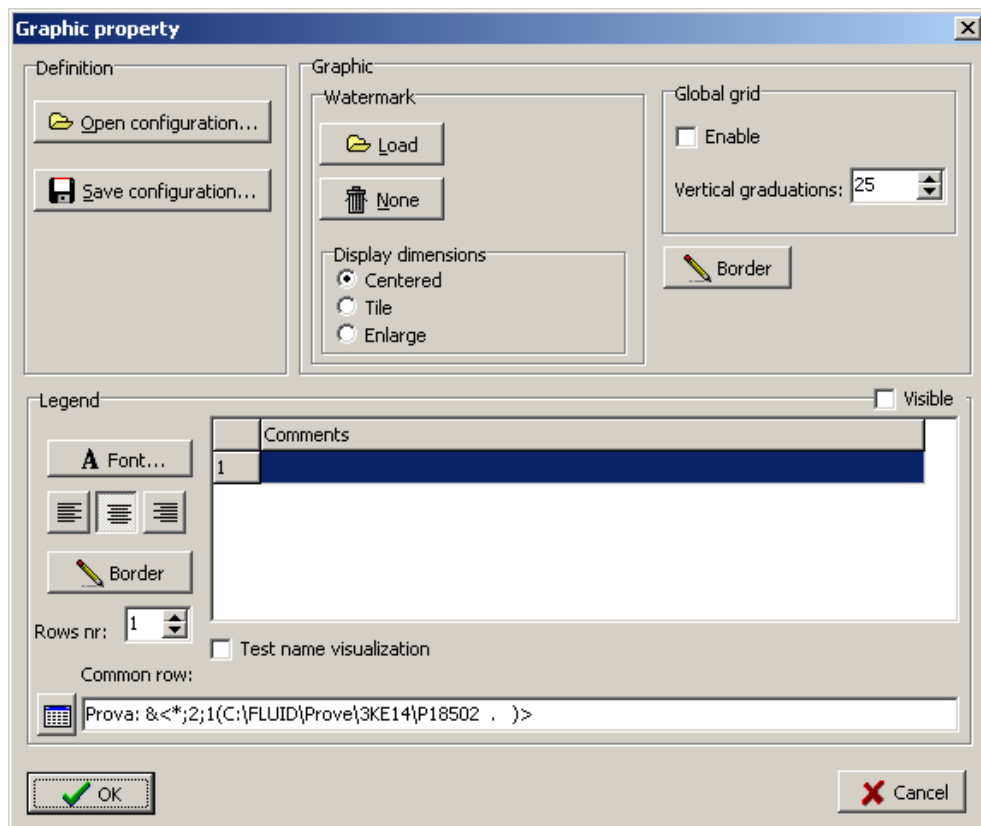 Graphic property
Definition
Open configuration...
Save configuration...
Graphic
Watermark
Load
None
Display dimensions
Centered
Tile
Enlarge
Global grid
Enable
Vertical graduations: 25
Border
Legend
Visible
A Font...
Border
Rows nr: 1
Comments
1
Test name visualization
Common row:
Prova: &<*;2;1(C:\FLUID\Prove\3KE14\P18502 .  )>
OK
Cancel